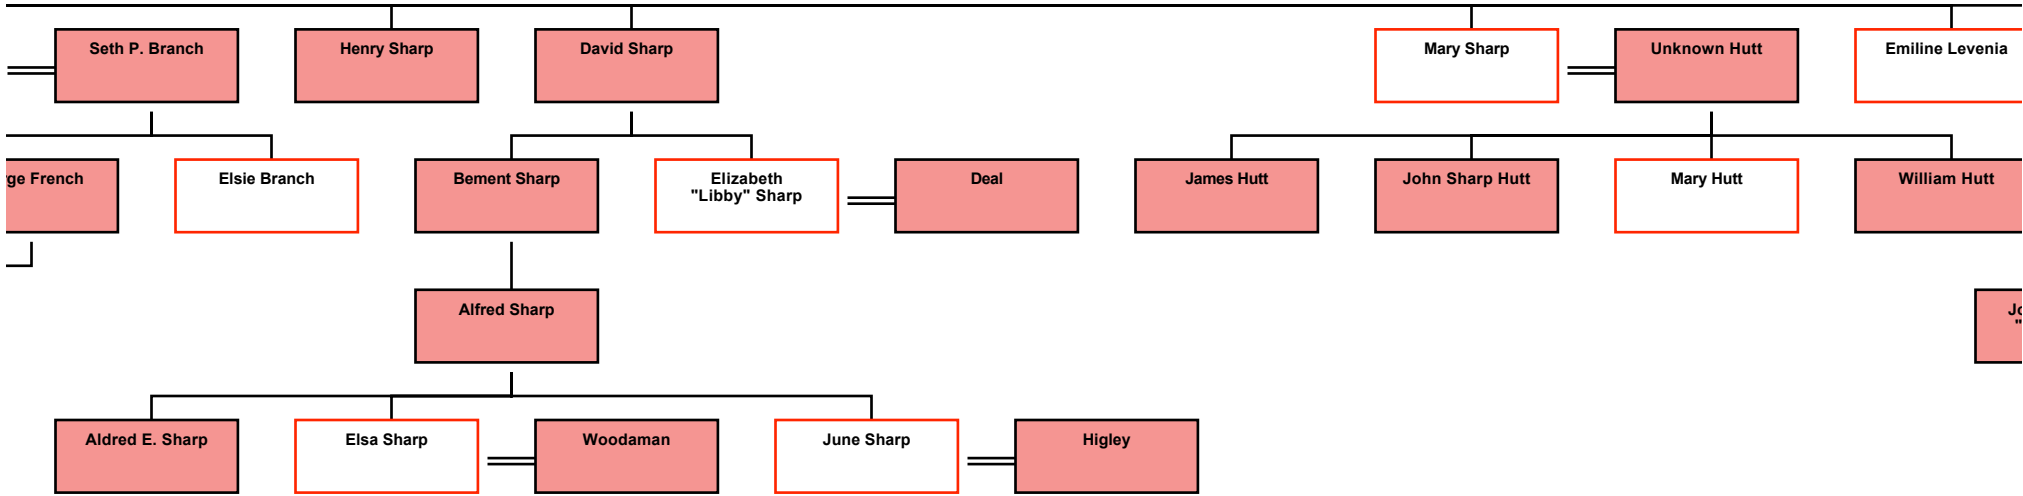 Seth P. Branch
Henry Sharp
David Sharp
Mary Sharp
Unknown Hutt
Emiline Levenia
French
Elsie Branch
Bement Sharp
Elizabeth
"Libby" Sharp
Deal
James Hutt
John Sharp Hutt
Mary Hutt
William Hutt
Alfred Sharp
Aldred E. Sharp
Elsa Sharp
Woodaman
June Sharp
Higley